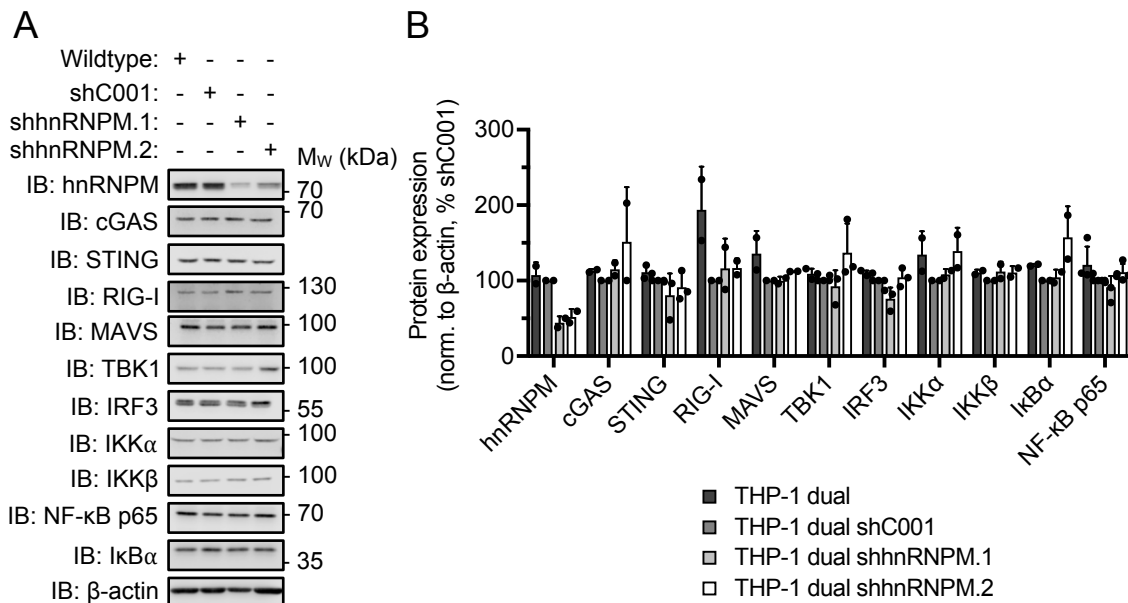 A
Wildtype: + - - -
shC001: - + - -
shhnRNPM.1: - - + -
shhnRNPM.2: - - - +
MW (kDa)
IB: hnRNPM
70
70
IB: cGAS
IB: STING
IB: RIG-I
130
IB: MAVS
100
IB: TBK1
100
IB: IRF3
55
IB: IKKα
100
IB: IKKβ
100
IB: NF-κB p65
70
IB: IκBα
35
IB: β-actin
B
Protein expression
(norm. to β-actin, % shC001)
300
200
100
0
hnRNPM
cGAS
STING
RIG-I
MAVS
TBK1
IRF3
IKKα
IKKβ
IκBα
NF-κB p65
THP-1 dual
THP-1 dual shC001
THP-1 dual shhnRNPM.1
THP-1 dual shhnRNPM.2